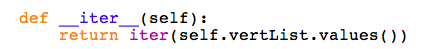 def __iter__(self):
    return iter(self.vertList.values())